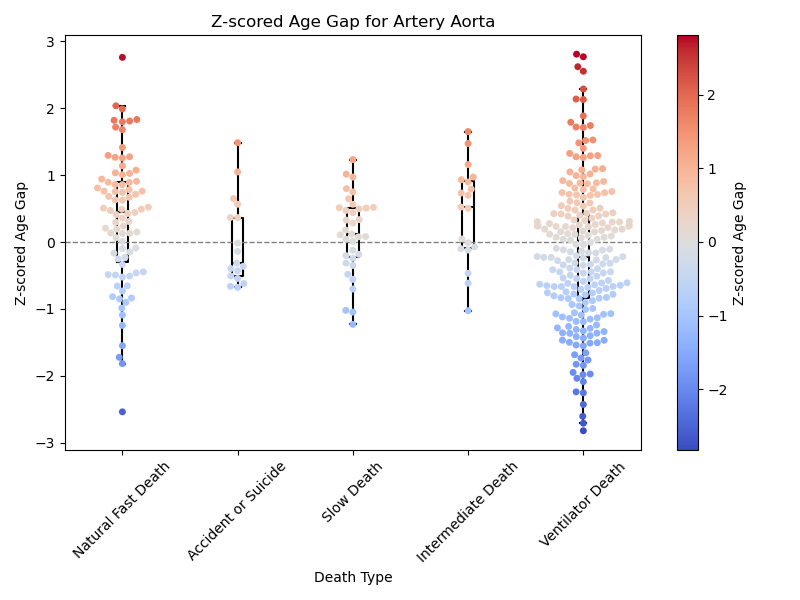 Z-scored Age Gap for Artery Aorta
Z-scored Age Gap
3
2
1
0
−1
−2
−3
Natural Fast Death
Accident or Suicide
Slow Death
Intermediate Death
Ventilator Death
Death Type
2
1
0
−1
−2
Z-scored Age Gap